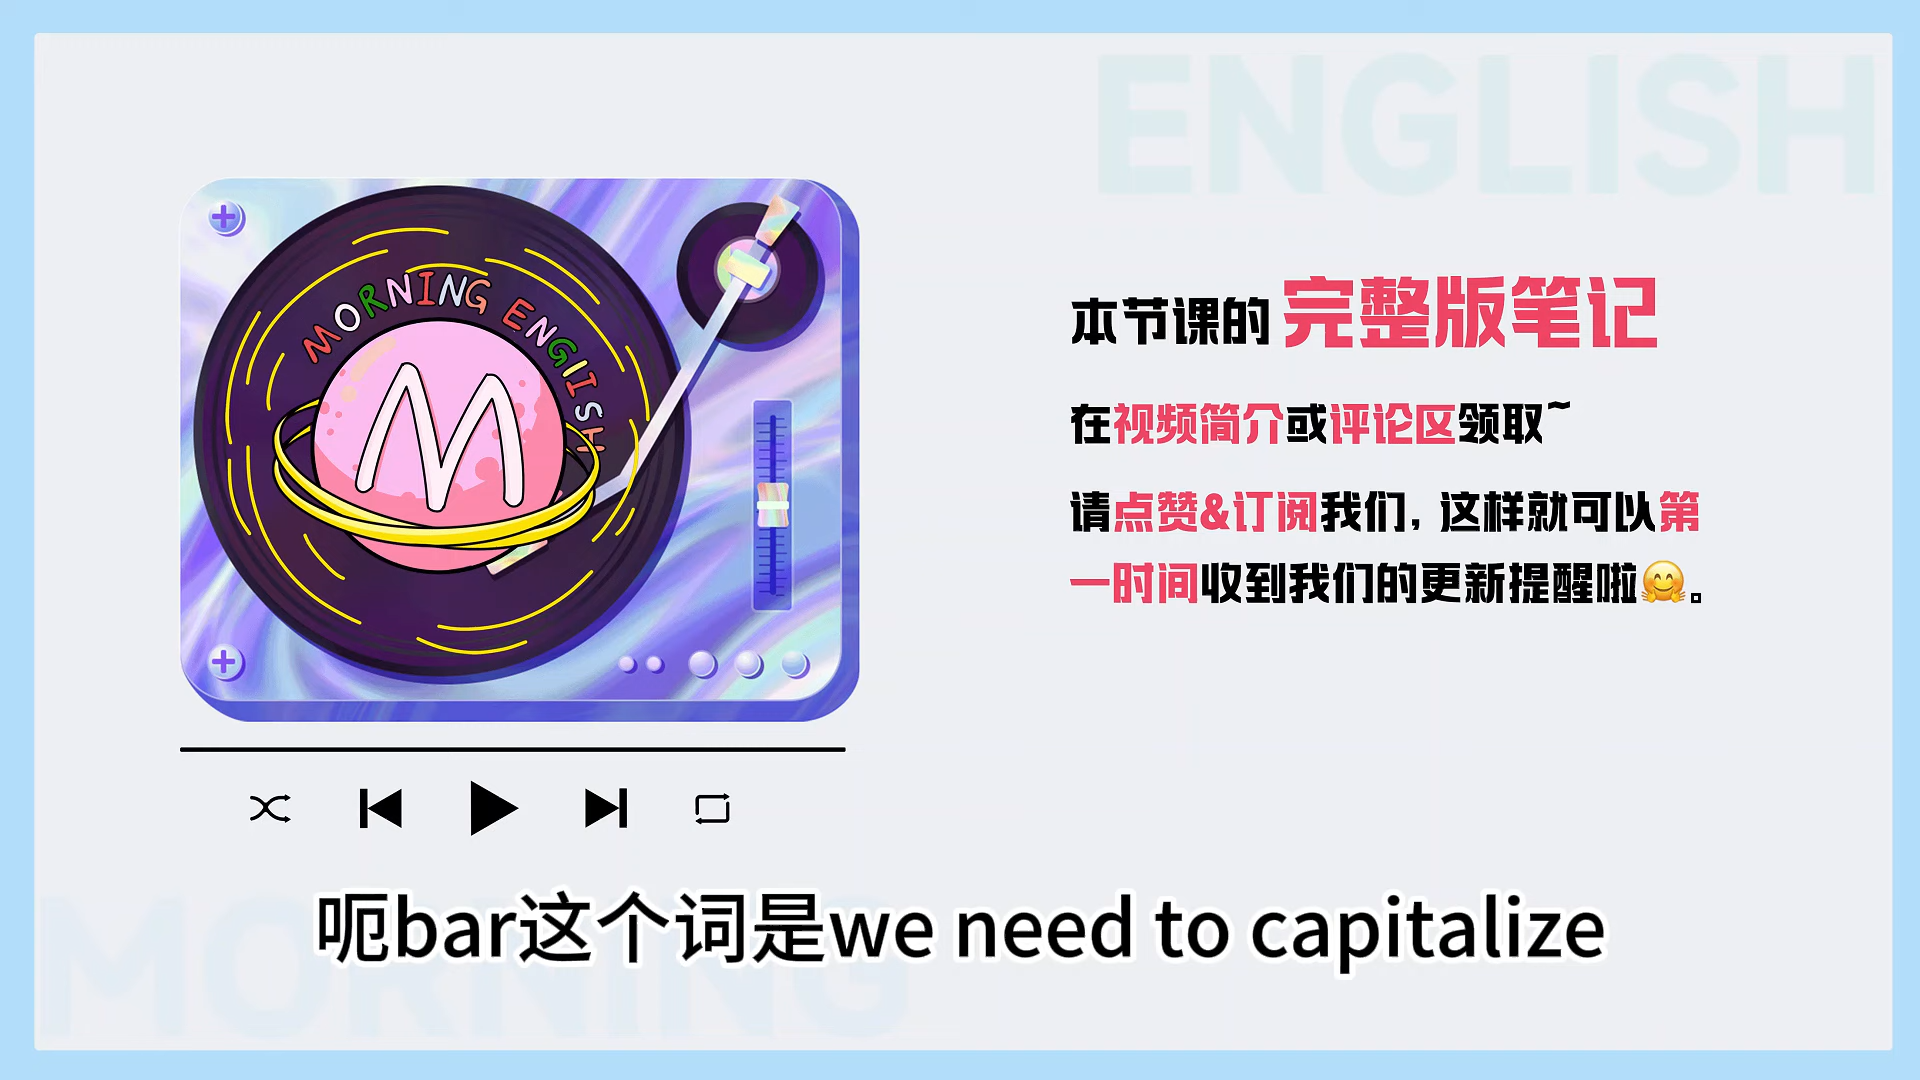 ENGLISH
MORNING ENGLISH
M
本节课的 完整版笔记
在视频简介或评论区领取~
请点赞&订阅我们, 这样就可以第
一时间收到我们的更新提醒啦🤗。
MORNING
呃bar这个词是we need to capitalize